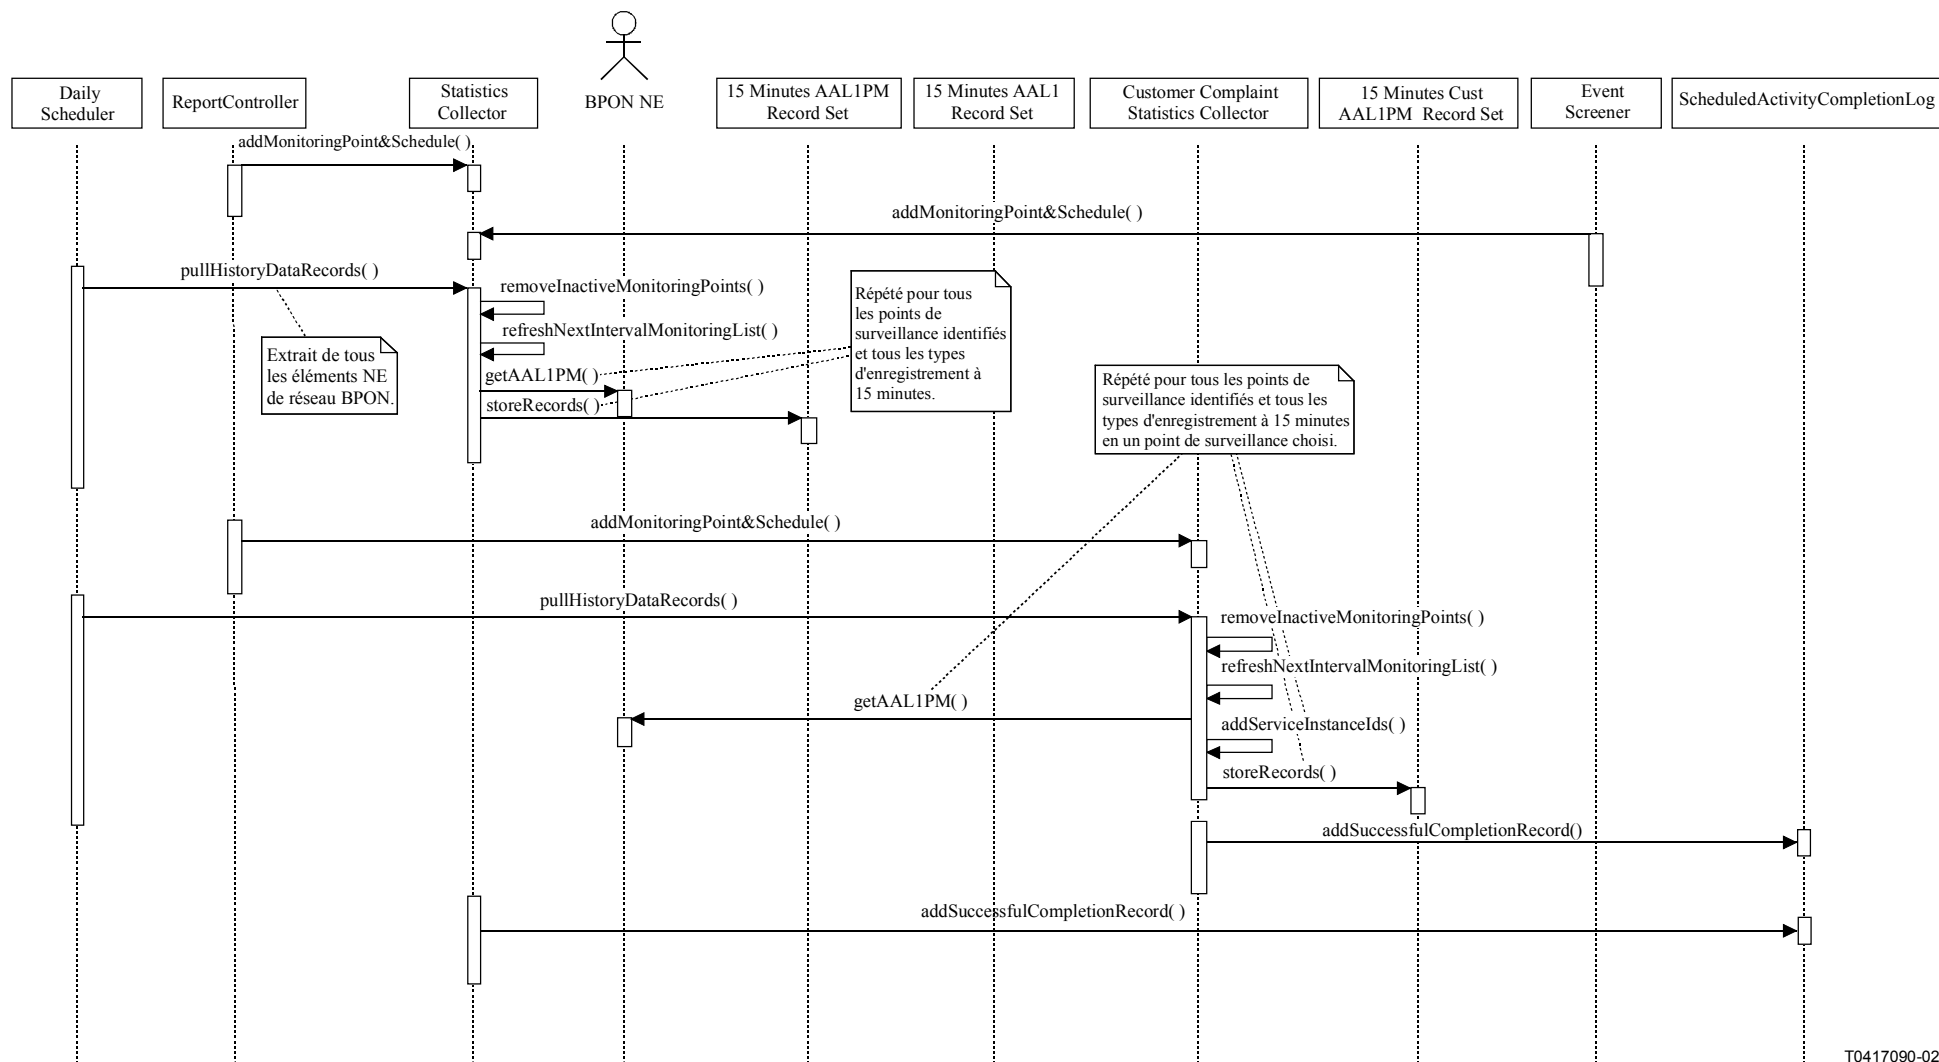 Daily
Scheduler
ReportController
Statistics
Collector
BPON NE
15 Minutes AAL1PM
Record Set
15 Minutes AAL1
Record Set
Customer Complaint
Statistics Collector
15 Minutes Cust
AAL1PM Record Set
Event
Screener
ScheduledActivityCompletionLog
addMonitoringPoint&Schedule( )
addMonitoringPoint&Schedule( )
pullHistoryDataRecords( )
removeInactiveMonitoringPoints( )
refreshNextIntervalMonitoringList( )
getAAL1PM( )
storeRecords( )
Extrait de tous
les éléments NE
de réseau BPON.
Répété pour tous
les points de
surveillance identifiés
et tous les types
d'enregistrement à
15 minutes.
Répété pour tous les points de
surveillance identifiés et tous les
types d'enregistrement à 15 minutes
en un point de surveillance choisi.
addMonitoringPoint&Schedule( )
pullHistoryDataRecords( )
removeInactiveMonitoringPoints( )
refreshNextIntervalMonitoringList( )
getAAL1PM( )
addServiceInstanceIds( )
storeRecords( )
addSuccessfulCompletionRecord()
addSuccessfulCompletionRecord( )
T0417090-02